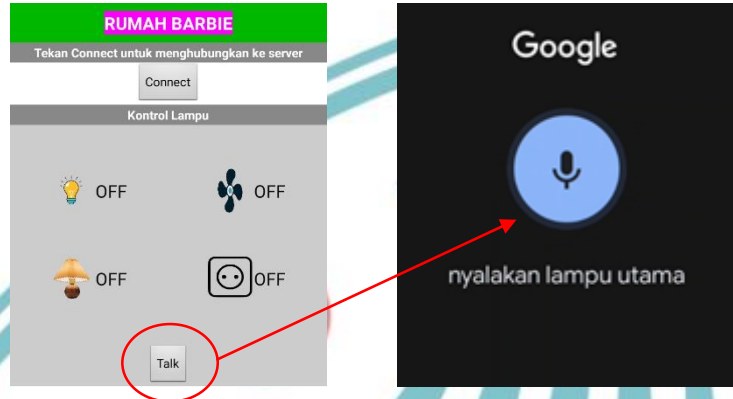 RUMAH BARBIE
Tekan Connect untuk menghubungkan ke server
Connect
Kontrol Lampu
OFF
OFF
OFF
OFF
Talk
Google
nyalakan lampu utama